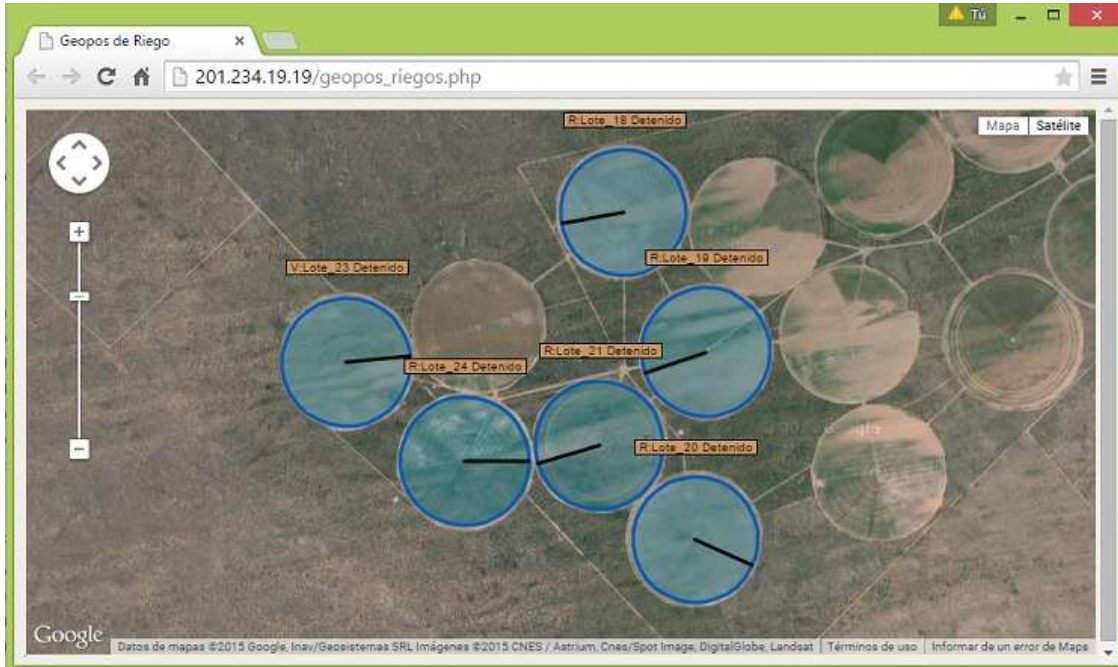 Tú
Geopos de Riego
201.234.19.19/geopos_riegos.php
R:Lote_18 Detenido
Mapa Satélite
R:Lote_19 Detenido
V:Lote_23 Detenido
R:Lote_21 Detenido
R:Lote_24 Detenido
R:Lote_20 Detenido
Google
Datos de mapas ©2015 Google, Inav/Geosistemas SRL Imágenes ©2015 CNES / Astrium, Cnes/Spot Image, DigitalGlobe, Landsat Términos de uso Informar de un error de Maps